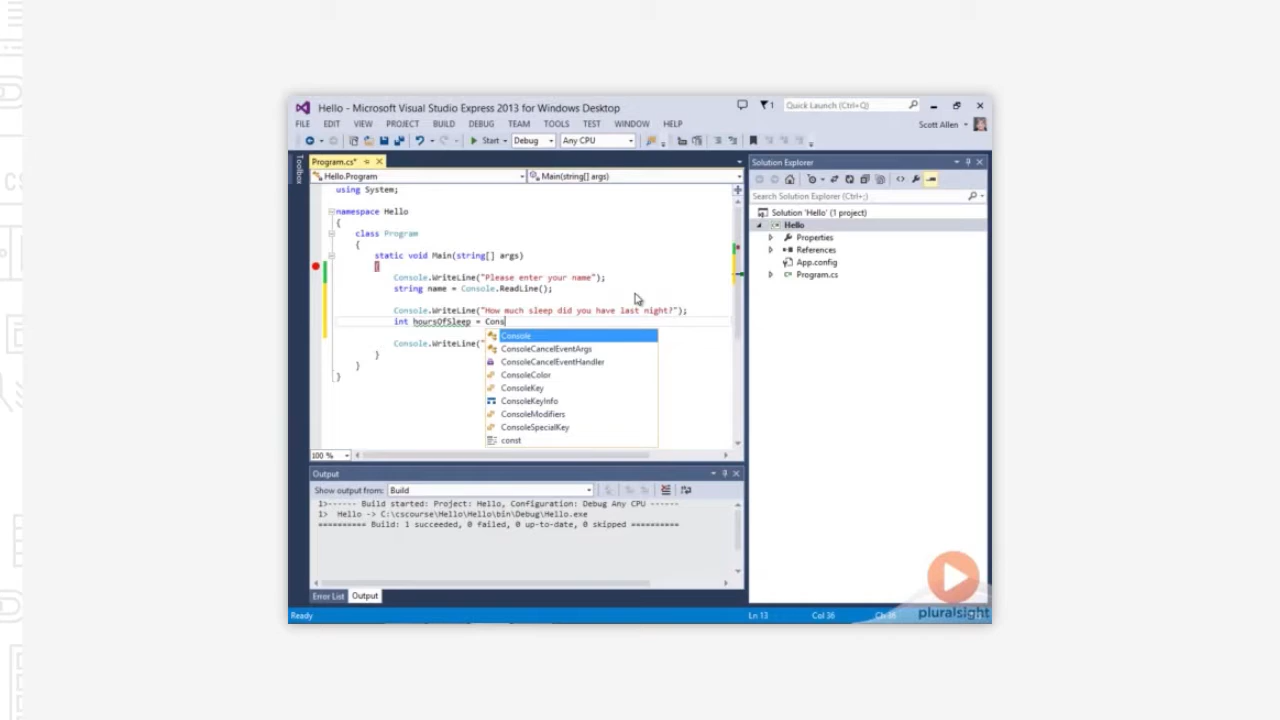 Hello - Microsoft Visual Studio Express 2013 for Windows Desktop
1
Quick Launch (Ctrl+Q)
FILE EDIT VIEW PROJECT BUILD DEBUG TEAM TOOLS TEST WINDOW HELP
Scott Allen
Start Debug Any CPU
Toolbox
Program.cs*
Hello.Program
Main(string[] args)
using System;
namespace Hello
{
class Program
{
static void Main(string[] args)
{
Console.WriteLine("Please enter your name");
string name = Console.ReadLine();
Console.WriteLine("How much sleep did you have last night?");
int hoursOfSleep = Cons
Console.WriteLine("
}
}
}
Console
ConsoleCancelEventArgs
ConsoleCancelEventHandler
ConsoleColor
ConsoleKey
ConsoleKeyInfo
ConsoleModifiers
ConsoleSpecialKey
const
100 %
Solution Explorer
Search Solution Explorer (Ctrl+;)
Solution 'Hello' (1 project)
Hello
Properties
References
App.config
Program.cs
Output
Show output from: Build
1>------ Build started: Project: Hello, Configuration: Debug Any CPU ------
1> Hello -> C:\cscourse\Hello\Hello\bin\Debug\Hello.exe
========== Build: 1 succeeded, 0 failed, 0 up-to-date, 0 skipped ==========
Error List Output
Ready
Ln 13 Col 36
pluralsight